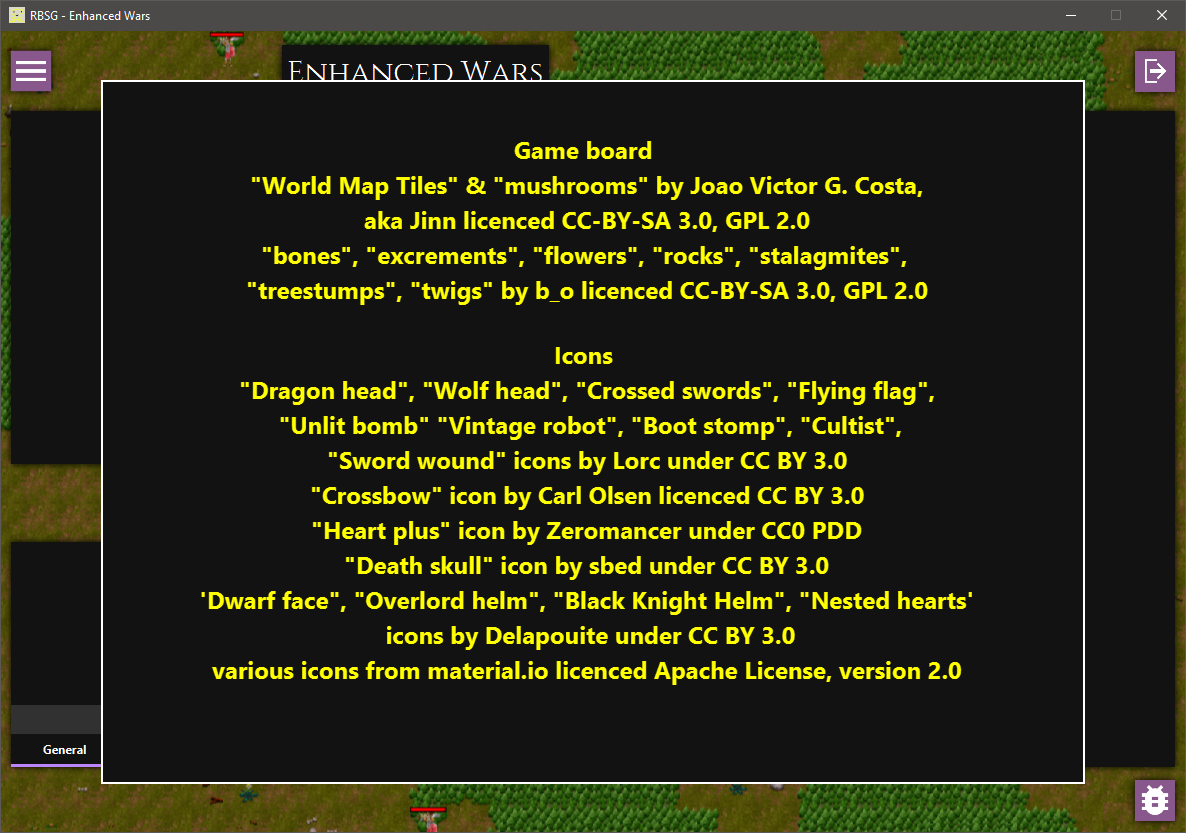 RBSG - Enhanced Wars
Enhanced Wars
Game board
"World Map Tiles" & "mushrooms" by Joao Victor G. Costa,
aka Jinn licenced CC-BY-SA 3.0, GPL 2.0
"bones", "excrements", "flowers", "rocks", "stalagmites",
"treestumps", "twigs" by b_o licenced CC-BY-SA 3.0, GPL 2.0
Icons
"Dragon head", "Wolf head", "Crossed swords", "Flying flag",
"Unlit bomb" "Vintage robot", "Boot stomp", "Cultist",
"Sword wound" icons by Lorc under CC BY 3.0
"Crossbow" icon by Carl Olsen licenced CC BY 3.0
"Heart plus" icon by Zeromancer under CC0 PDD
"Death skull" icon by sbed under CC BY 3.0
'Dwarf face", "Overlord helm", "Black Knight Helm", "Nested hearts'
icons by Delapouite under CC BY 3.0
various icons from material.io licenced Apache License, version 2.0
General